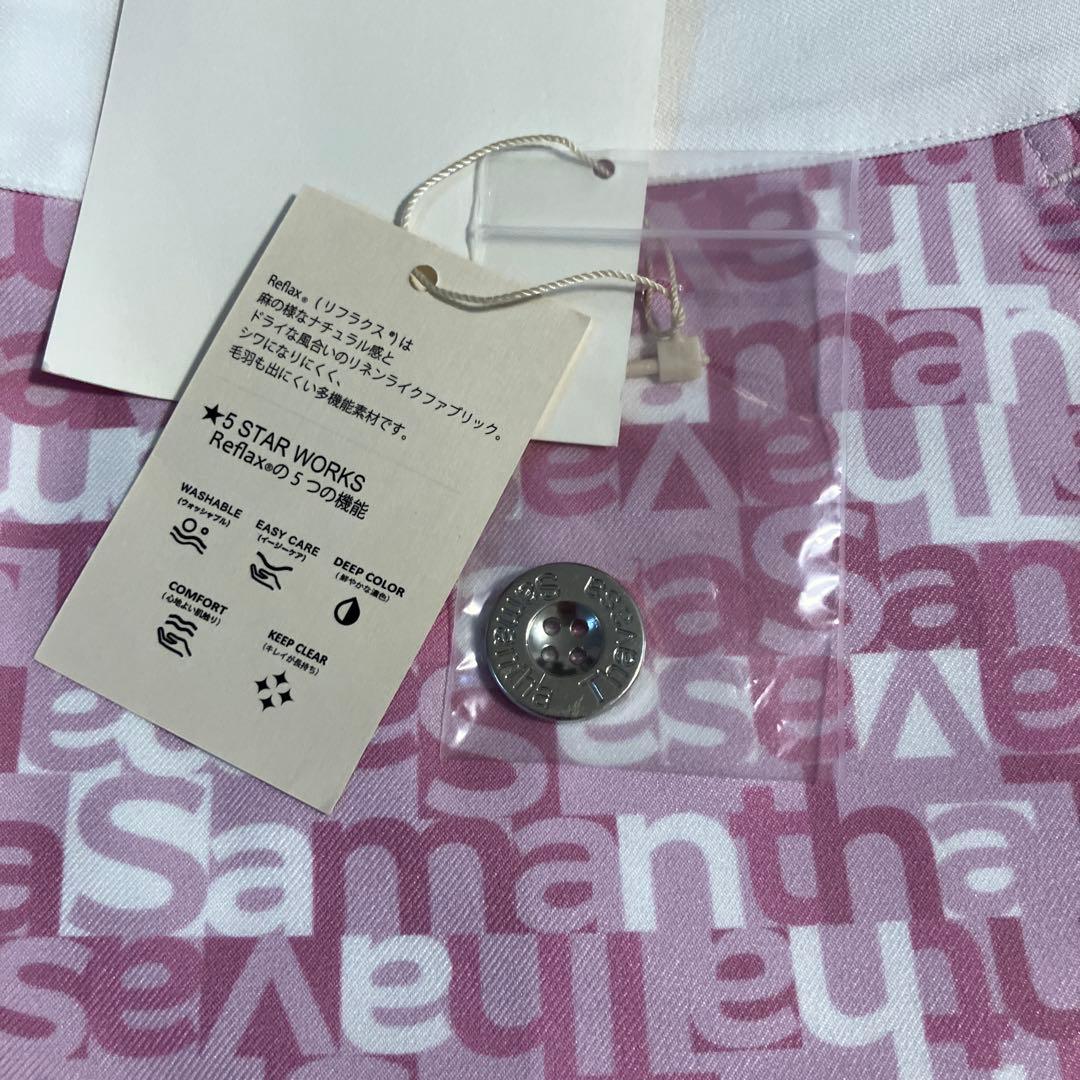 Reflax® (リフラクス®)は
麻の様なナチュラル感と
ドライな風合いのリネンライクファブリック。
シワになりにくく、
毛羽も出にくい多機能素材です。
★5 STAR WORKS
Reflax®の5つの機能
WASHABLE
(ウォッシャブル)
EASY CARE
(イージーケア)
DEEP COLOR
(鮮やかな濃色)
COMFORT
(心地よい肌触り)
KEEP CLEAR
(キレイが長持ち)
Samantha Thavasa
Samantha